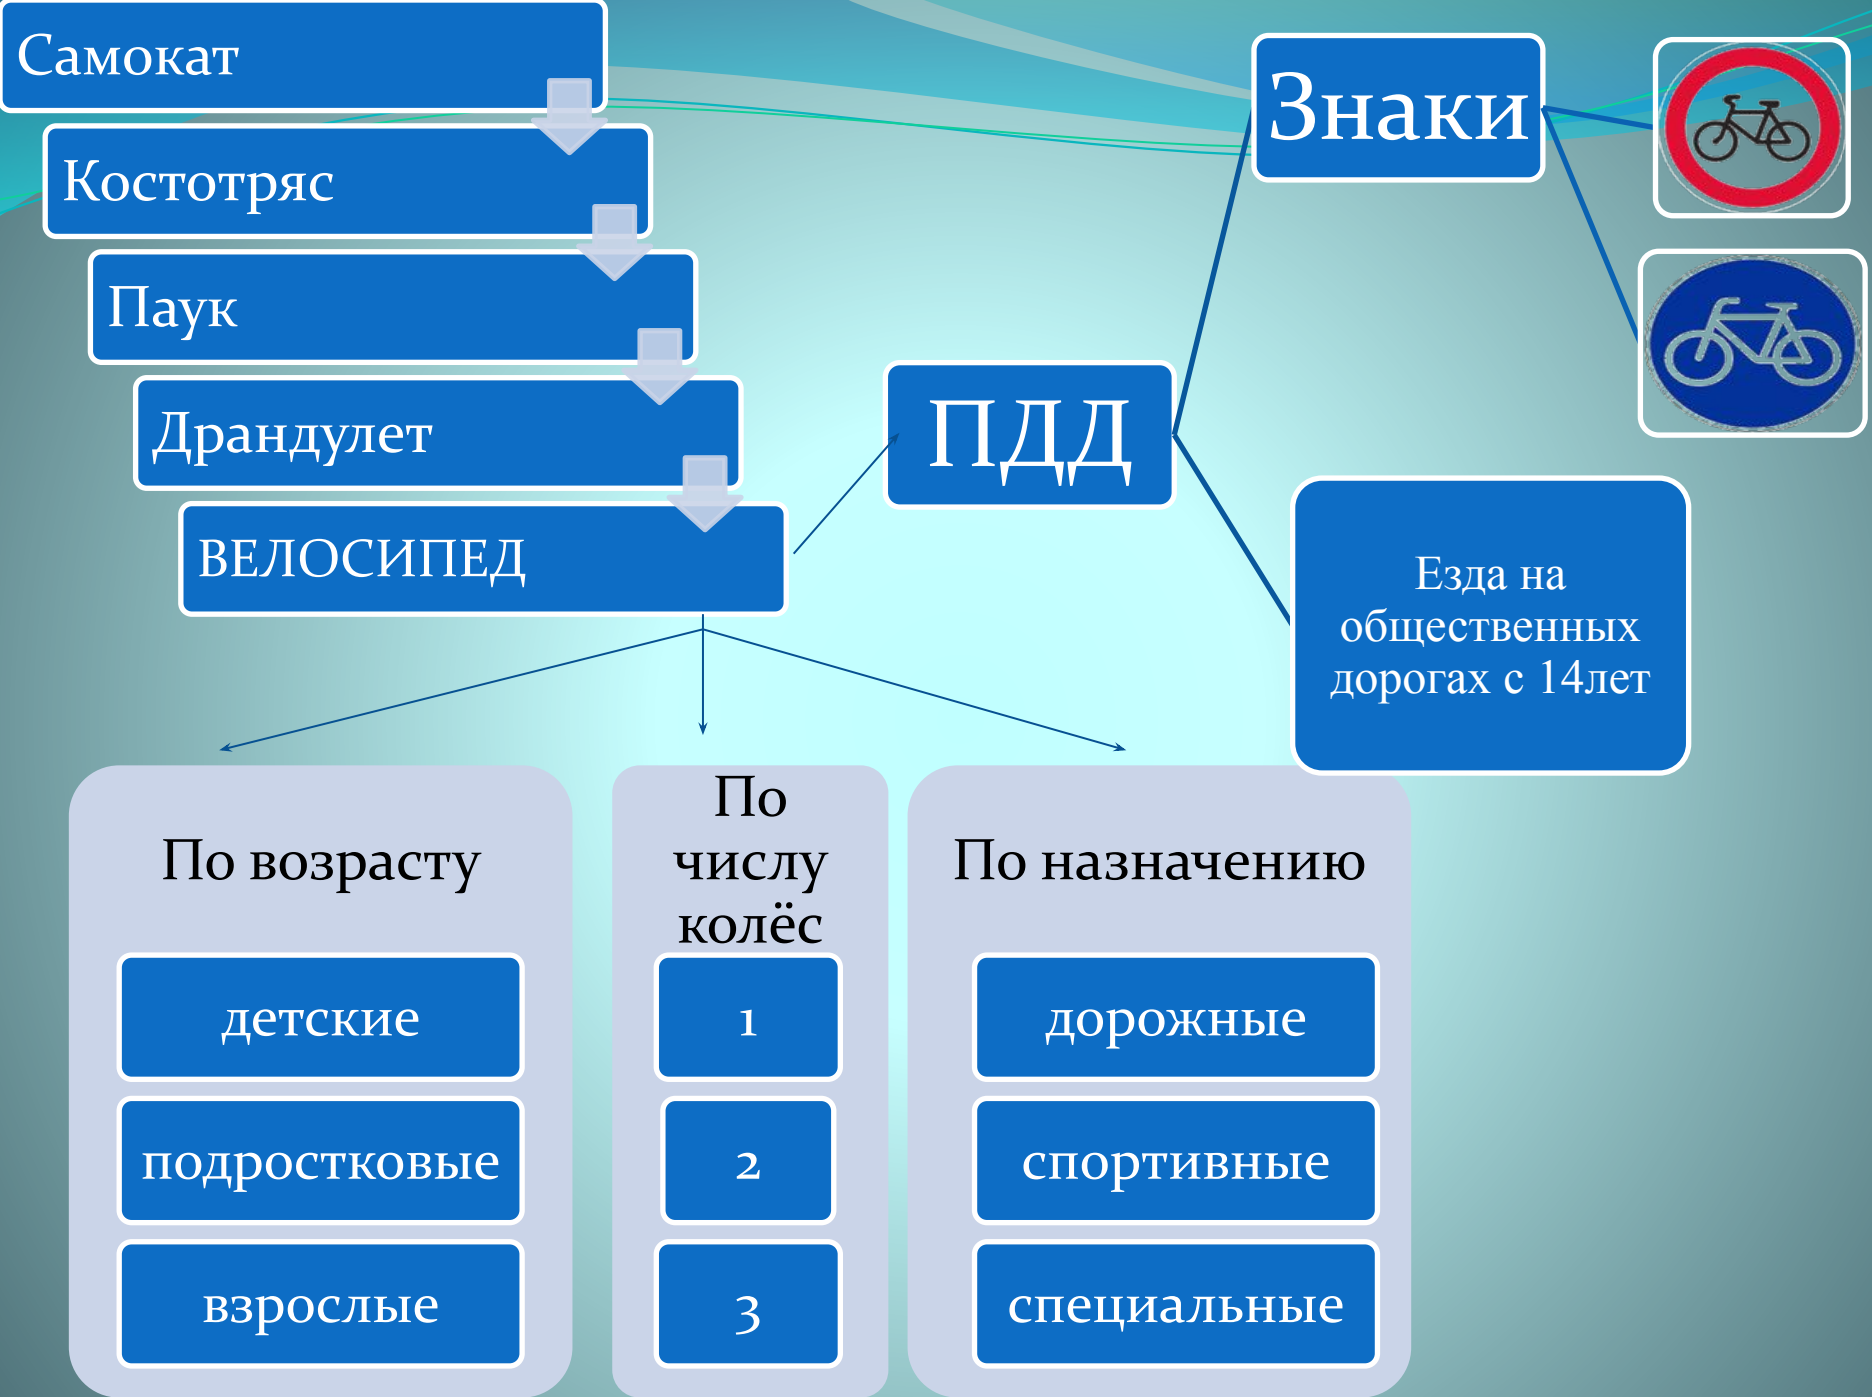 Самокат
Костотряс
Паук
Драндулет
ВЕЛОСИПЕД
ПДД
Знаки
Езда на
общественных
дорогах с 14лет
По возрасту
детские
подростковые
взрослые
По
числу
колёс
1
2
3
По назначению
дорожные
спортивные
специальные